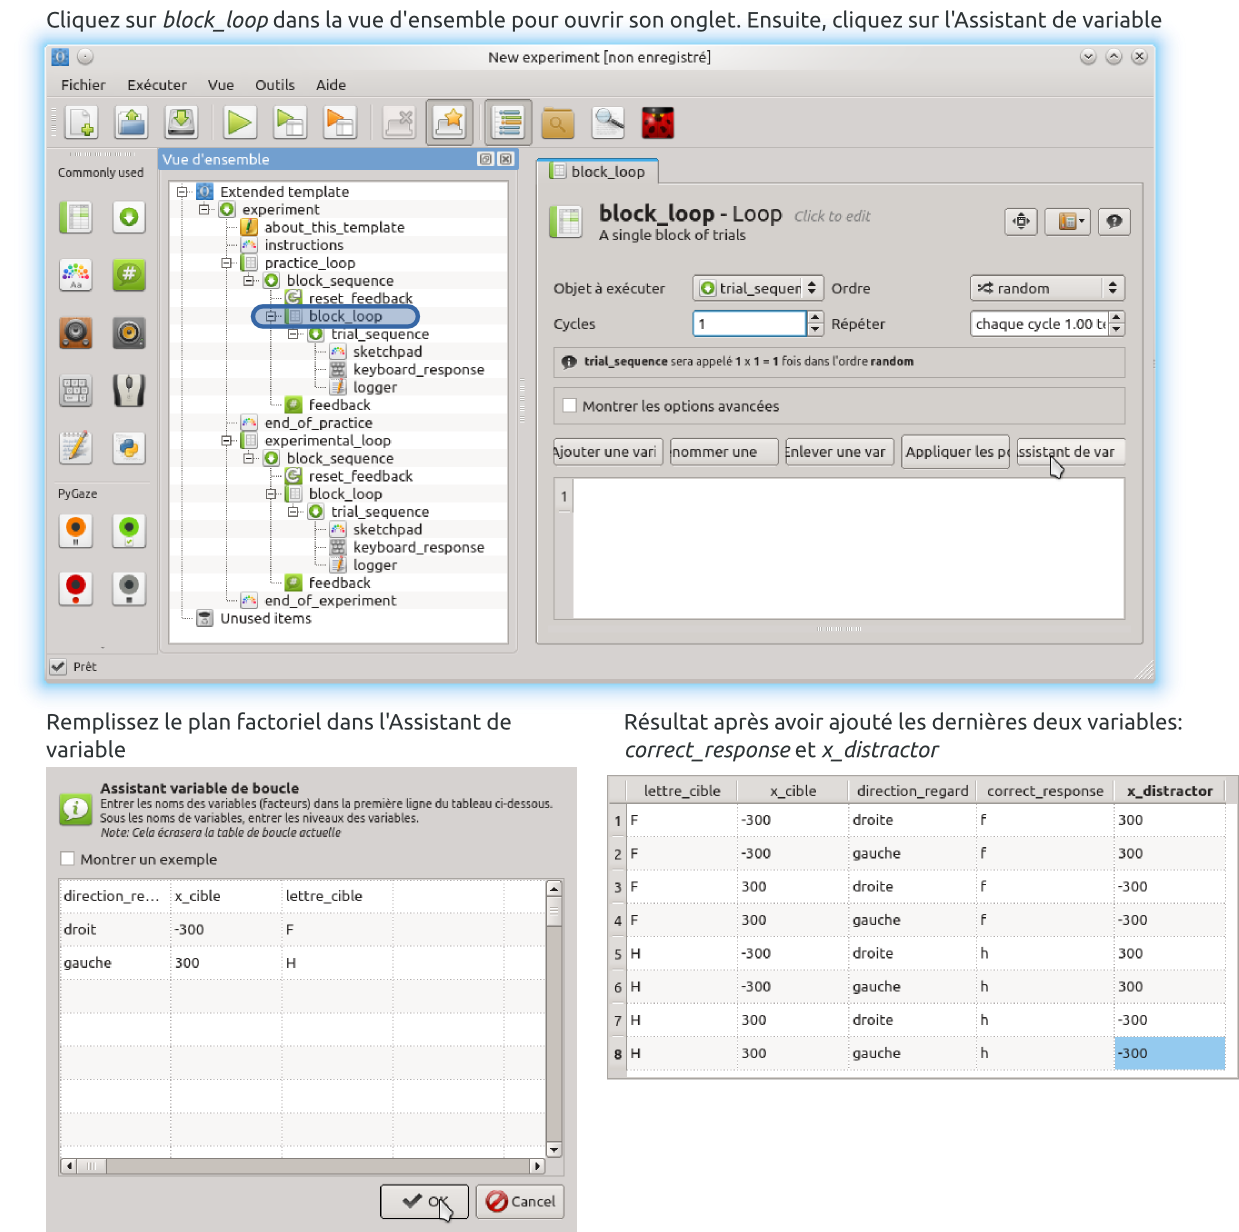 Cliquez sur block_loop dans la vue d'ensemble pour ouvrir son onglet. Ensuite, cliquez sur l'Assistant de variable
New experiment [non enregistré]
Fichier Exécuter Vue Outils Aide
Commonly used
Aa
#
PyGaze
Vue d'ensemble
Extended template
experiment
about_this_template
instructions
practice_loop
block_sequence
reset_feedback
block_loop
trial_sequence
sketchpad
keyboard_response
logger
feedback
end_of_practice
experimental_loop
block_sequence
reset_feedback
block_loop
trial_sequence
sketchpad
keyboard_response
logger
feedback
end_of_experiment
Unused items
block_loop
block_loop - Loop Click to edit
A single block of trials
Objet à exécuter trial_sequer Ordre random
Cycles 1 Répéter chaque cycle 1.00 t
trial_sequence sera appelé 1 x 1 = 1 fois dans l'ordre random
Montrer les options avancées
Ajouter une vari nommer une Enlever une var Appliquer les p ssistant de var
1
Prêt
Remplissez le plan factoriel dans l'Assistant de
variable
Assistant variable de boucle
Entrer les noms des variables (facteurs) dans la première ligne du tableau ci-dessous.
Sous les noms de variables, entrer les niveaux des variables.
Note: Cela écrasera la table de boucle actuelle
Montrer un exemple
direction_re... x_cible lettre_cible
droit -300 F
gauche 300 H
OK Cancel
Résultat après avoir ajouté les dernières deux variables:
correct_response et x_distractor
lettre_cible x_cible direction_regard correct_response x_distractor
1 F -300 droite f 300
2 F -300 gauche f 300
3 F 300 droite f -300
4 F 300 gauche f -300
5 H -300 droite h 300
6 H -300 gauche h 300
7 H 300 droite h -300
8 H 300 gauche h -300